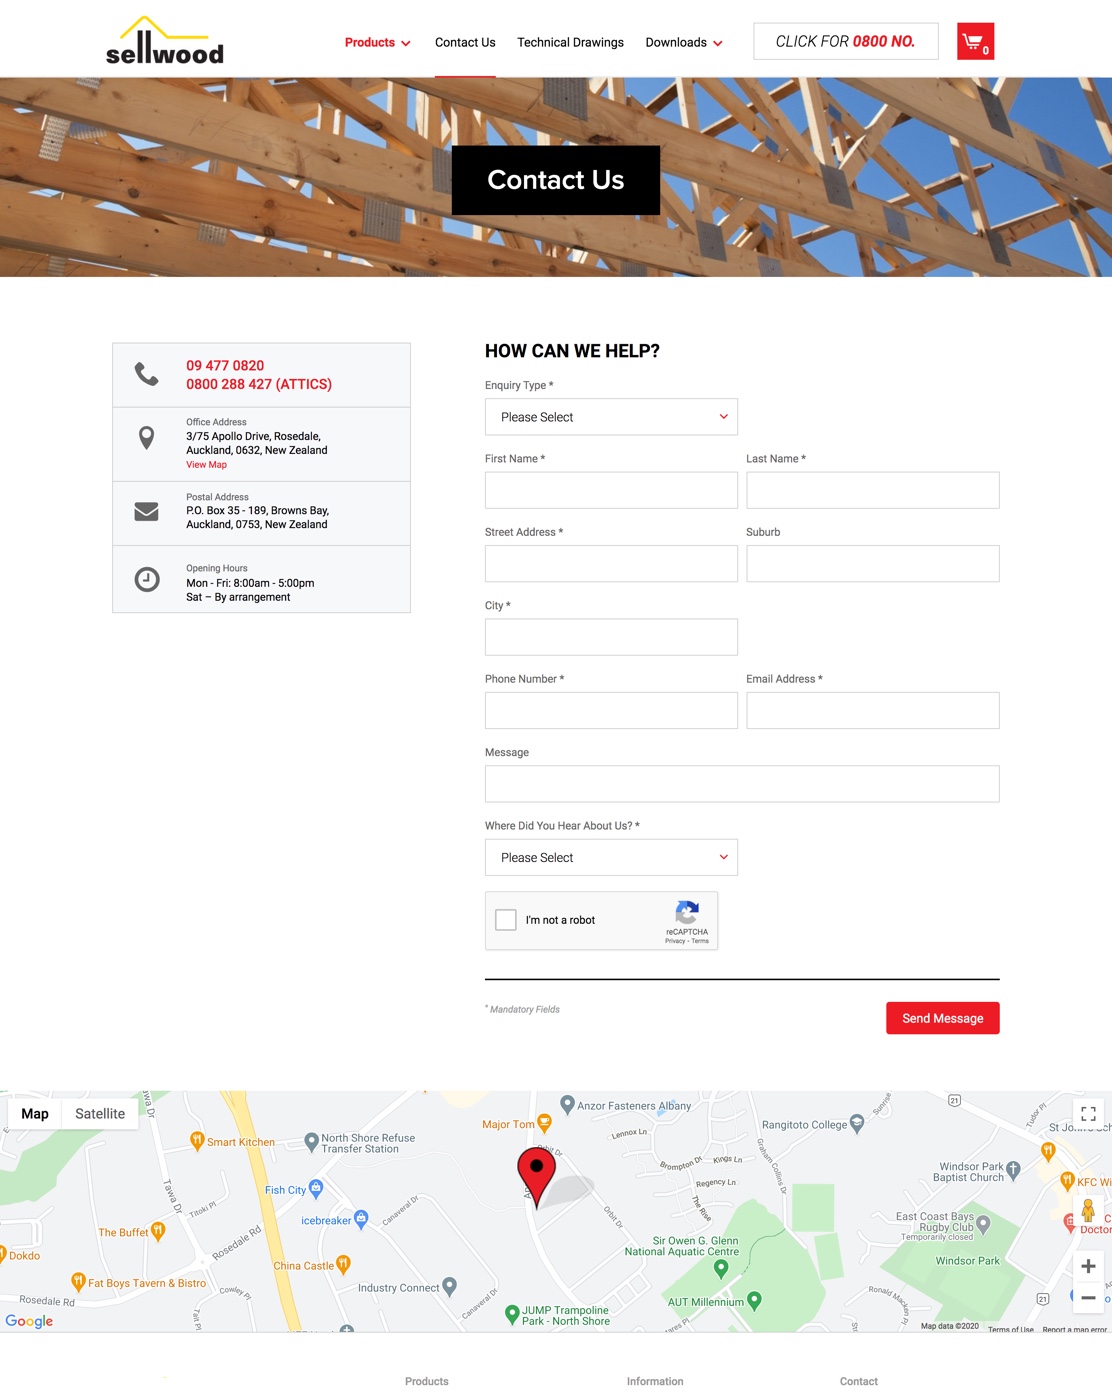 sellwood
Products
Contact Us
Technical Drawings
Downloads
CLICK FOR 0800 NO.
0
Contact Us
09 477 0820
0800 288 427 (ATTICS)
Office Address
3/75 Apollo Drive, Rosedale,
Auckland, 0632, New Zealand
View Map
Postal Address
P.O. Box 35 - 189, Browns Bay,
Auckland, 0753, New Zealand
Opening Hours
Mon - Fri: 8:00am - 5:00pm
Sat – By arrangement
HOW CAN WE HELP?
Enquiry Type *
Please Select
First Name *
Last Name *
Street Address *
Suburb
City *
Phone Number *
Email Address *
Message
Where Did You Hear About Us? *
Please Select
I'm not a robot
reCAPTCHA
Privacy - Terms
* Mandatory Fields
Send Message
Map
Satellite
Anzor Fasteners Albany
Major Tom
Lennox Ln
Rangitoto College
Sunrise
21
Tudor Pl
St John's
Smart Kitchen
North Shore Refuse
Transfer Station
Orbit Dr
Brompton Dr
Kings Ln
Graham Collins Dr
Windsor Park
Baptist Church
KFC Wi
Tawa Dr
Fish City
Regency Ln
Titoki Pl
icebreaker
Canaveral Dr
The Rise
Orbit Dr
East Coast Bays
Rugby Club
Temporarily closed
Doctor
The Buffet
Rosedale Rd
Sir Owen G. Glenn
National Aquatic Centre
Dokdo
China Castle
Windsor Park
Fat Boys Tavern & Bistro
Cowley Pl
Industry Connect
Canaveral Dr
AUT Millennium
Ronald Macken Pl
21
Rosedale Rd
JUMP Trampoline
Park - North Shore
Tait Pl
Google
Map data ©2020
Terms of Use
Report a map error
Products
Information
Contact